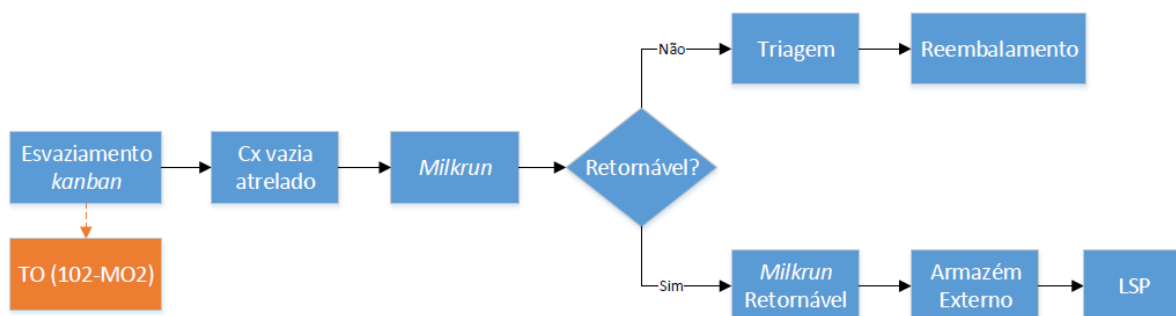 Não
Triagem
Reembalamento
Esvaziamento
kanban
Cx vazia
atrelado
Milkrun
Retornável?
TO (102-MO2)
Sim
Milkrun
Retornável
Armazém
Externo
LSP